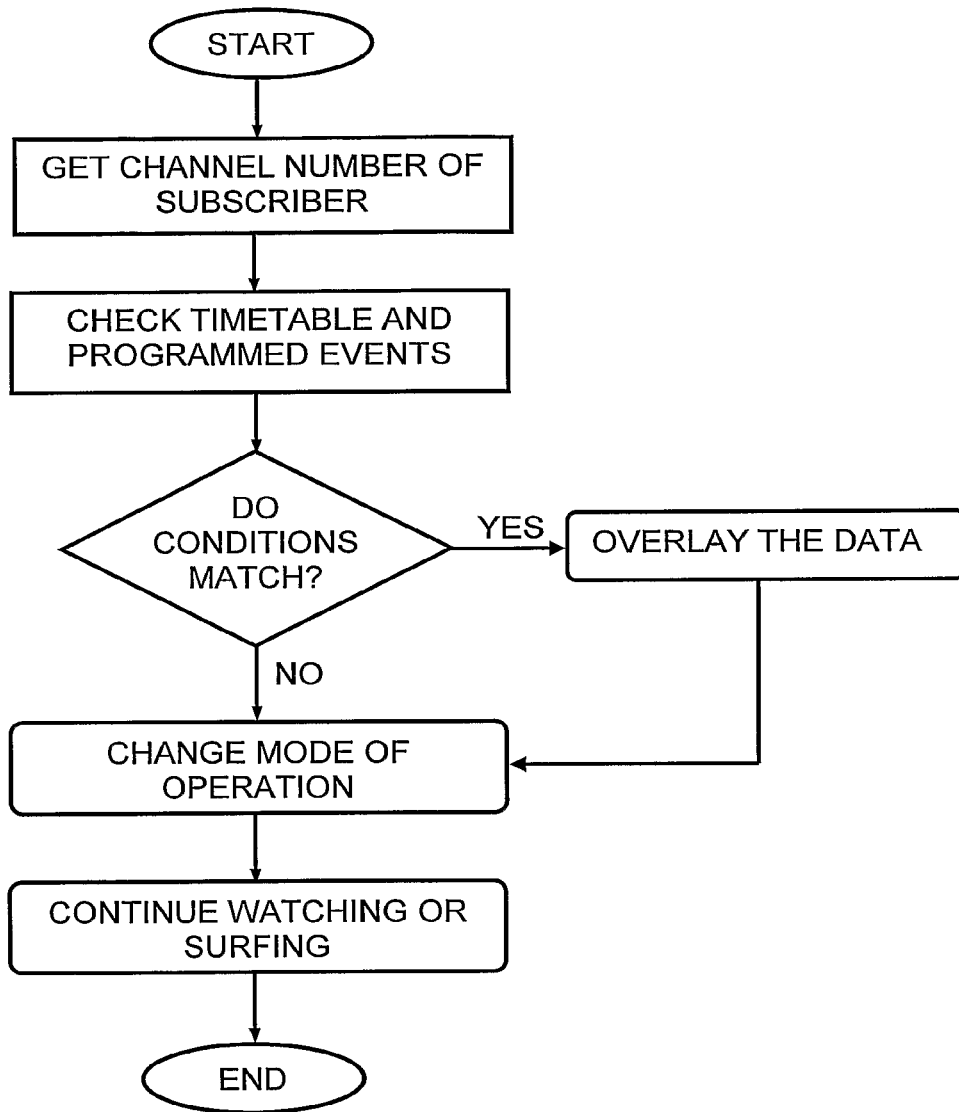 START
GET CHANNEL NUMBER OF
SUBSCRIBER
CHECK TIMETABLE AND
PROGRAMMED EVENTS
DO
CONDITIONS
MATCH?
YES
OVERLAY THE DATA
NO
CHANGE MODE OF
OPERATION
CONTINUE WATCHING OR
SURFING
END